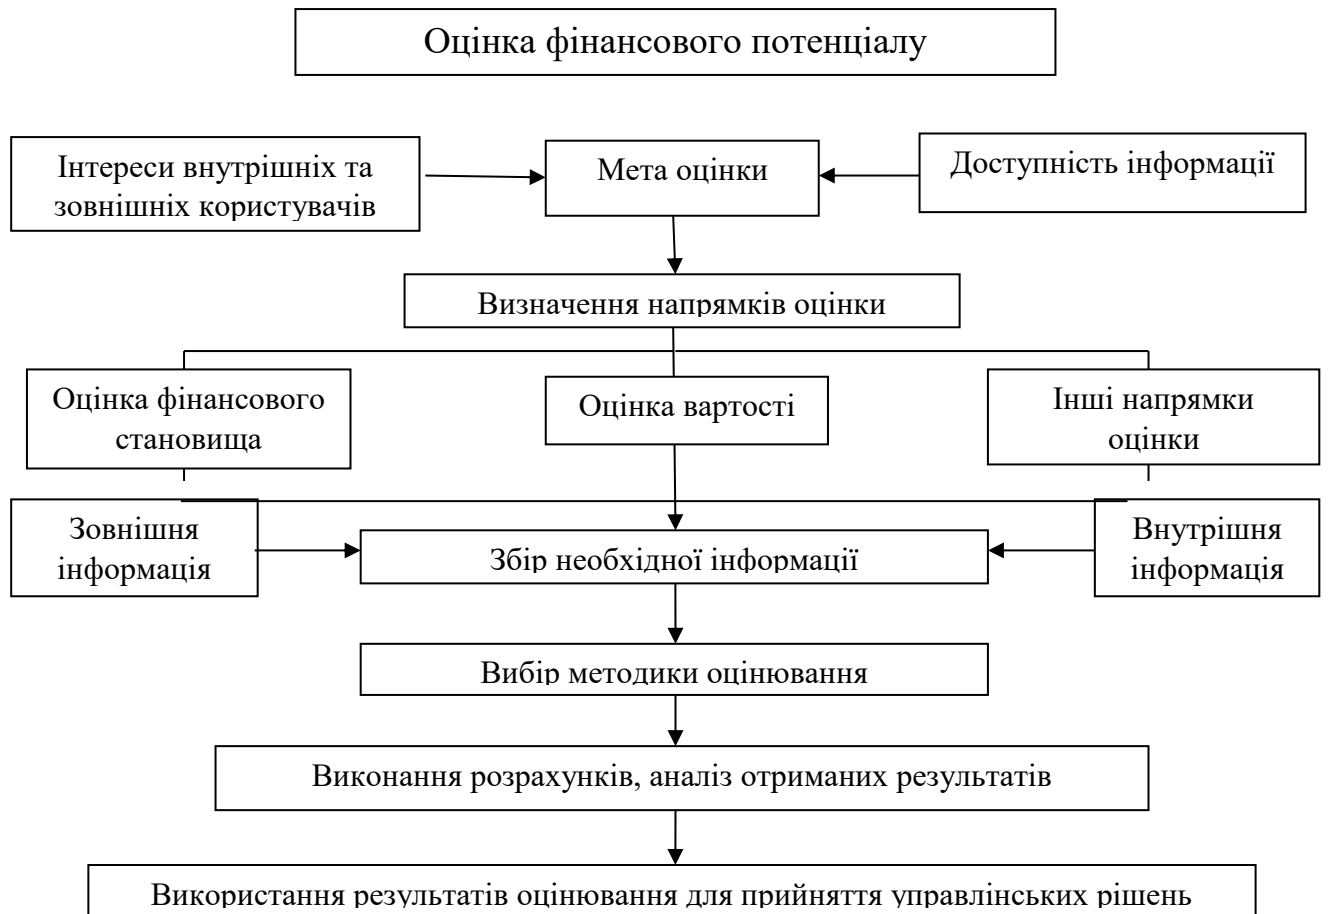 Оцінка фінансового потенціалу
Інтереси внутрішніх та
зовнішніх користувачів
Мета оцінки
Доступність інформації
Визначення напрямків оцінки
Оцінка фінансового
становища
Оцінка вартості
Інші напрямки
оцінки
Зовнішня
інформація
Збір необхідної інформації
Внутрішня
інформація
Вибір методики оцінювання
Виконання розрахунків, аналіз отриманих результатів
Використання результатів оцінювання для прийняття управлінських рішень